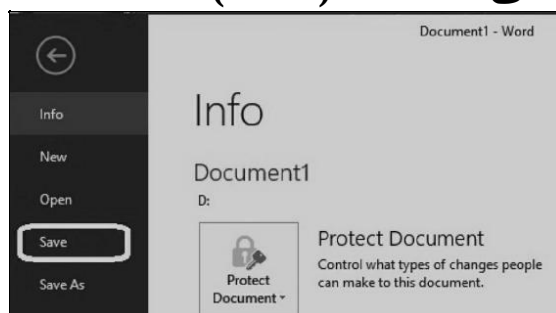 Document1 - Word
Info
New
Open
Save
Save As
Info
Document1
D:
Protect
Document
Protect Document
Control what types of changes people
can make to this document.